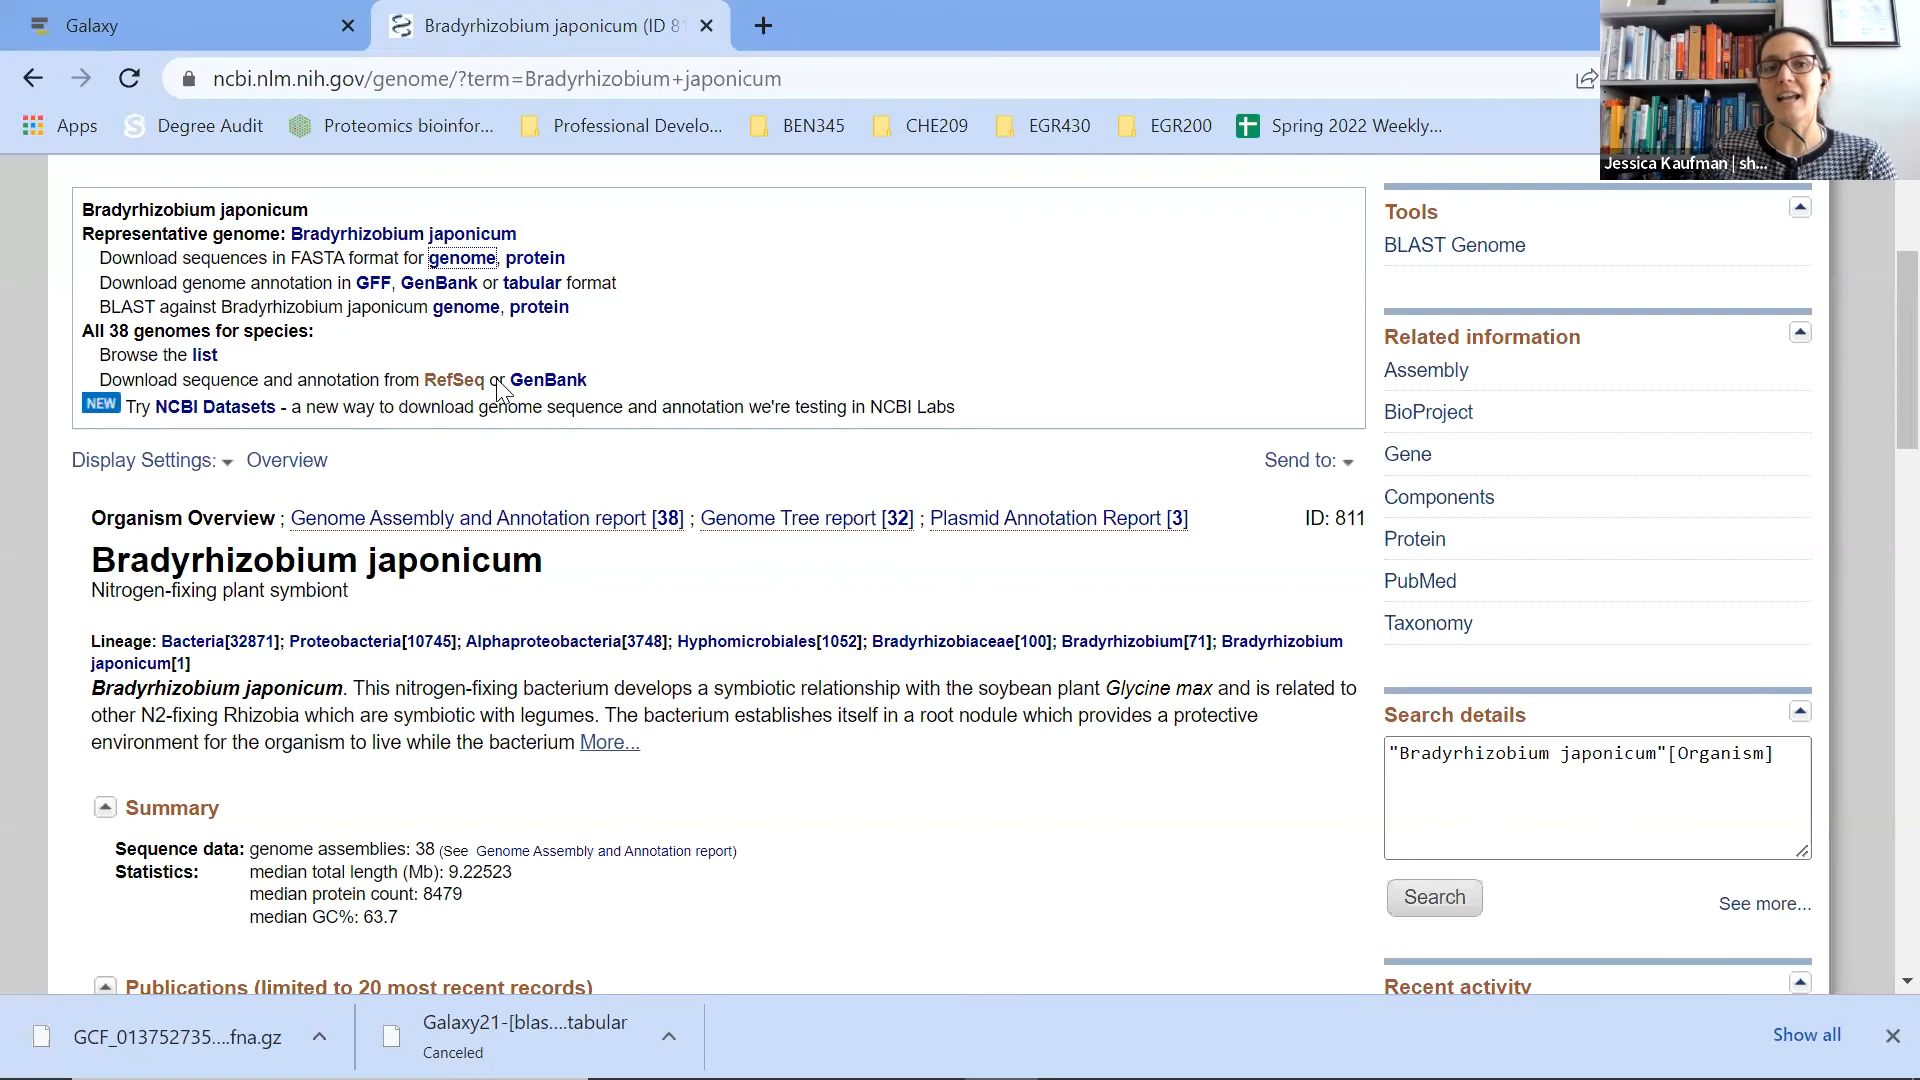 Galaxy
Bradyrhizobium japonicum (ID 81
ncbi.nlm.nih.gov/genome/?term=Bradyrhizobium+japonicum
Apps
Degree Audit
Proteomics bioinfor...
Professional Develo...
BEN345
CHE209
EGR430
EGR200
Spring 2022 Weekly...
Jessica Kaufman | sh...
Bradyrhizobium japonicum
Representative genome: Bradyrhizobium japonicum
Download sequences in FASTA format for genome, protein
Download genome annotation in GFF, GenBank or tabular format
BLAST against Bradyrhizobium japonicum genome, protein
All 38 genomes for species:
Browse the list
Download sequence and annotation from RefSeq or GenBank
NEW Try NCBI Datasets - a new way to download genome sequence and annotation we're testing in NCBI Labs
Display Settings: Overview
Send to:
Organism Overview ; Genome Assembly and Annotation report [38] ; Genome Tree report [32] ; Plasmid Annotation Report [3]
ID: 811
Bradyrhizobium japonicum
Nitrogen-fixing plant symbiont
Lineage: Bacteria[32871]; Proteobacteria[10745]; Alphaproteobacteria[3748]; Hyphomicrobiales[1052]; Bradyrhizobiaceae[100]; Bradyrhizobium[71]; Bradyrhizobium
japonicum[1]
Bradyrhizobium japonicum. This nitrogen-fixing bacterium develops a symbiotic relationship with the soybean plant Glycine max and is related to
other N2-fixing Rhizobia which are symbiotic with legumes. The bacterium establishes itself in a root nodule which provides a protective
environment for the organism to live while the bacterium More...
Summary
Sequence data: genome assemblies: 38 (See Genome Assembly and Annotation report)
Statistics: median total length (Mb): 9.22523
median protein count: 8479
median GC%: 63.7
Publications (limited to 20 most recent records)
Tools
BLAST Genome
Related information
Assembly
BioProject
Gene
Components
Protein
PubMed
Taxonomy
Search details
"Bradyrhizobium japonicum"[Organism]
Search
See more...
Recent activity
GCF_013752735....fna.gz
Galaxy21-[blas....tabular
Canceled
Show all